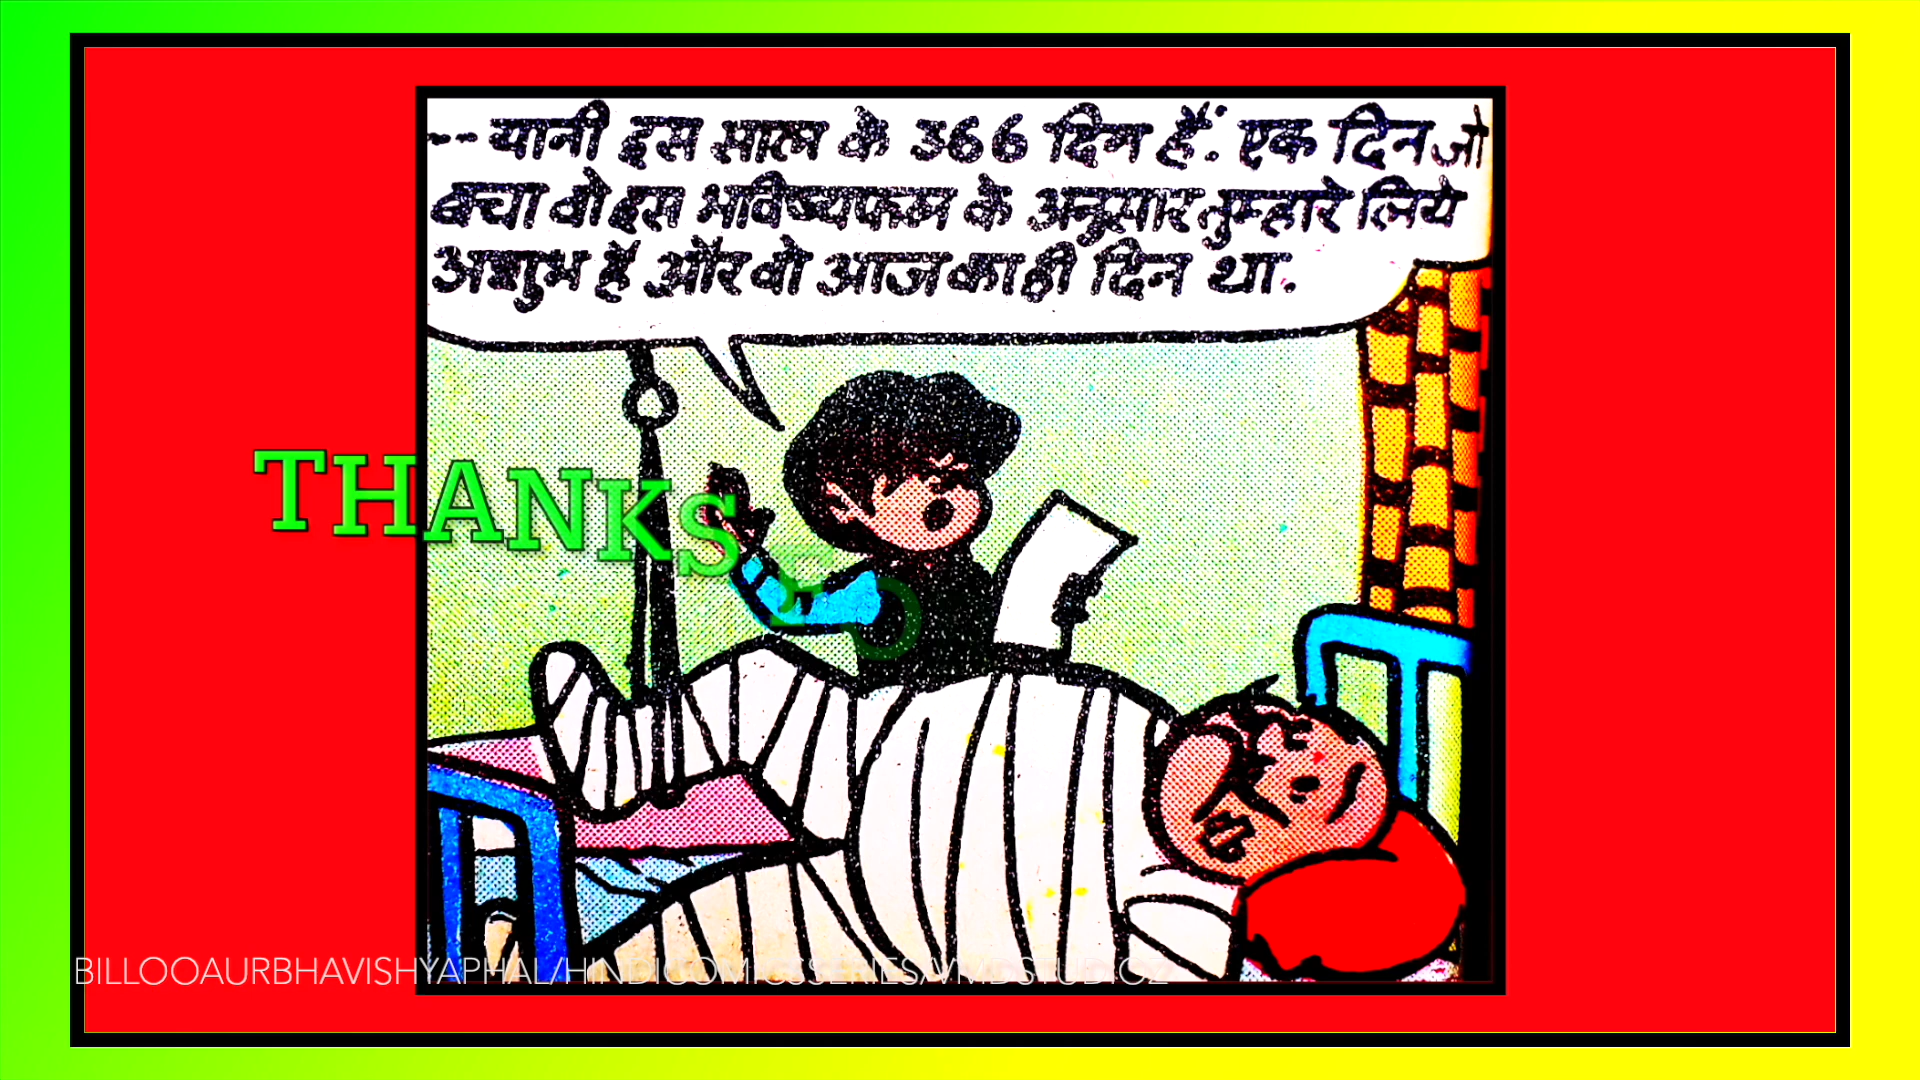 --यानी इस साल के 366 दिन हैं. एक दिन जो
बचा वो इस भविष्यफल के अनुसार तुम्हारे लिये
अशुभ है और वो आज का ही दिन था.
THANKS
BILLOOAURBHAVISHYAPHAL/HINDICOMICSSERIES/VMDSTUDIOZ